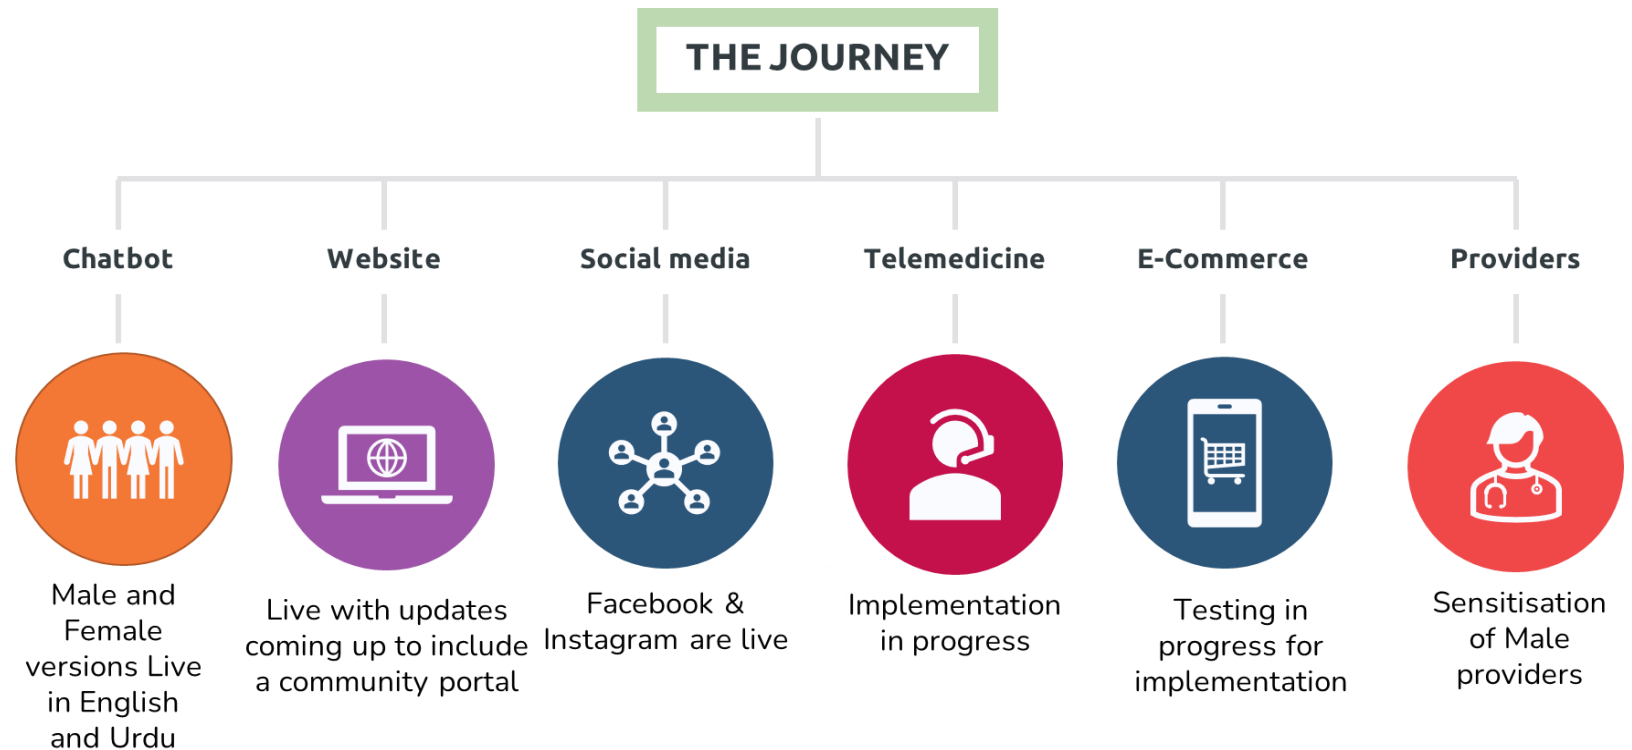 THE JOURNEY
Chatbot
Website
Social media
Telemedicine
E-Commerce
Providers
Male and
Female
versions Live
in English
and Urdu
Live with updates
coming up to include
a community portal
Facebook &
Instagram are live
Implementation
in progress
Testing in
progress for
implementation
Sensitisation
of Male
providers